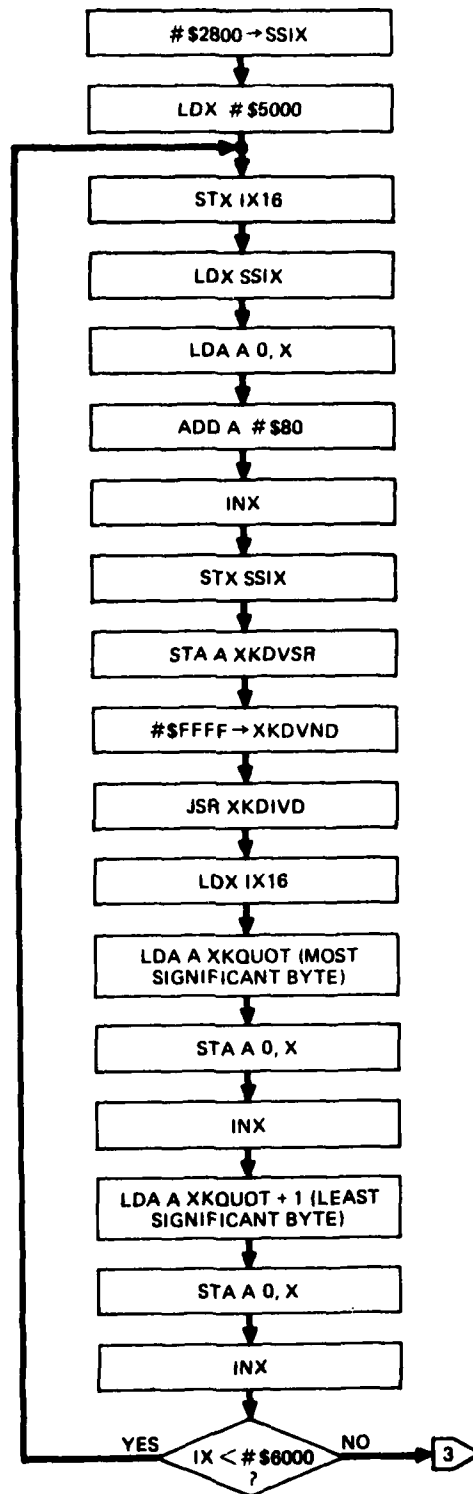 #$2800→SSIX
LDX #$5000
STX IX16
LDX SSIX
LDA A 0, X
ADD A #$80
INX
STX SSIX
STA A XKDVSR
#$FFFF→XKDVND
JSR XKDIVD
LDX IX16
LDA A XKQUOT (MOST
SIGNIFICANT BYTE)
STA A 0, X
INX
LDA A XKQUOT + 1 (LEAST
SIGNIFICANT BYTE)
STA A 0, X
INX
YES
IX < #$6000
?
NO
3